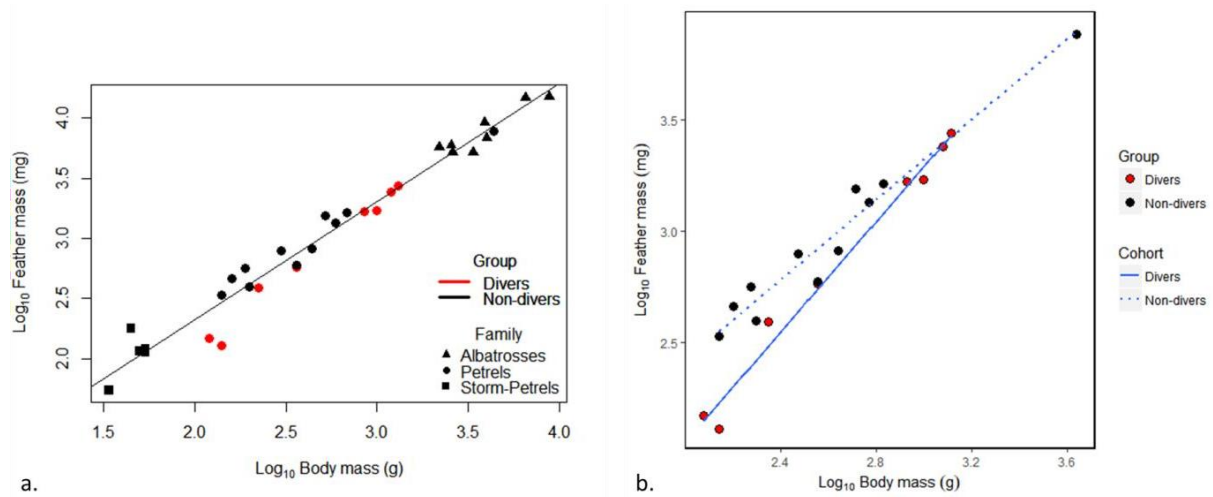 Log10 Feather mass (mg)
4.0
3.5
3.0
2.5
2.0
Group
Divers
Non-divers
Family
Albatrosses
Petrels
Storm-Petrels
1.5 2.0 2.5 3.0 3.5 4.0
Log10 Body mass (g)
a.
Log10 Feather mass (mg)
3.5
3.0
2.5
2.4 2.8 3.2 3.6
Log10 Body mass (g)
b.
Group
Divers
Non-divers
Cohort
Divers
Non-divers